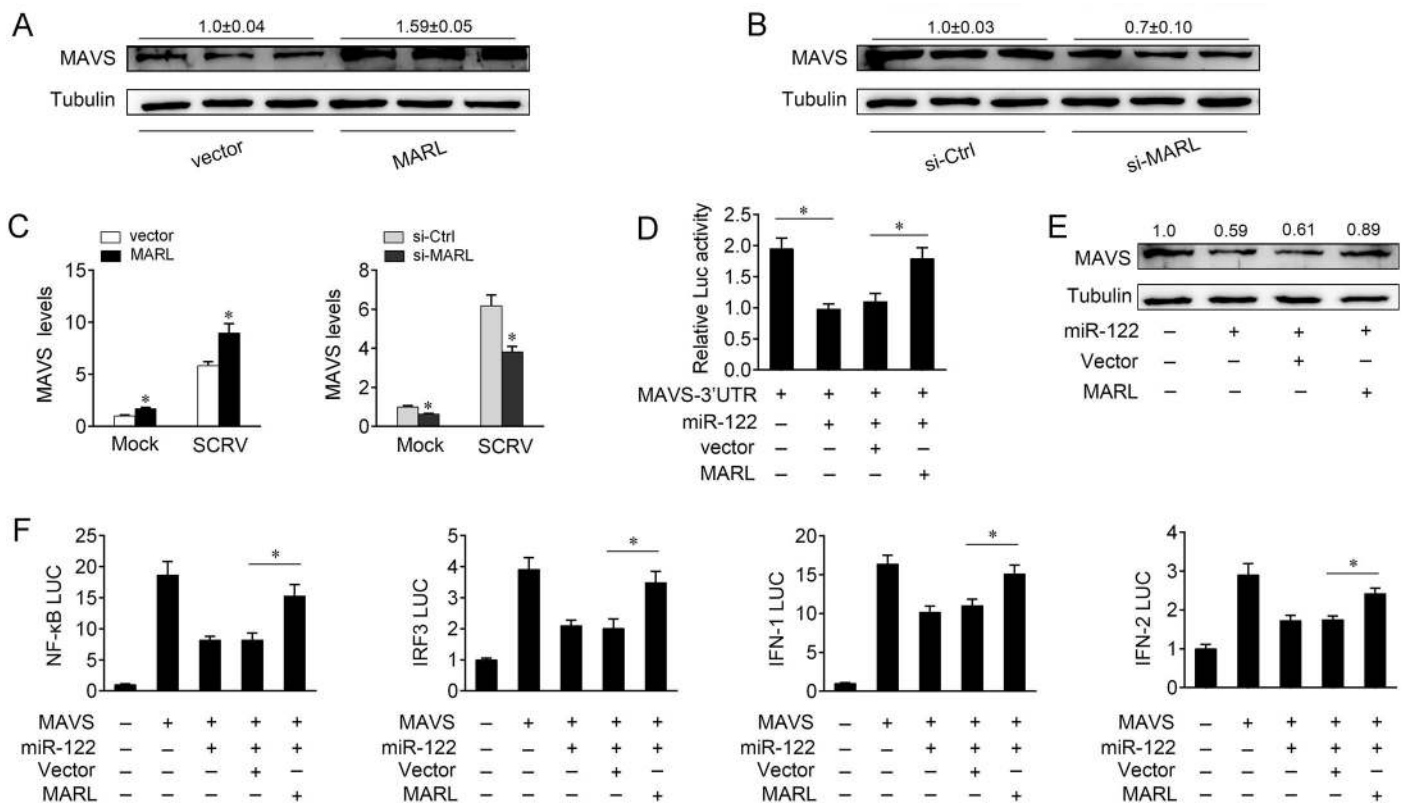 A
1.0±0.04 1.59±0.05
MAVS
Tubulin
vector MARL
B
1.0±0.03 0.7±0.10
MAVS
Tubulin
si-Ctrl si-MARL
C
vector
MARL
MAVS levels
15
10
5
0
* *
Mock SCRV
si-Ctrl
si-MARL
MAVS levels
8
6
4
2
0
* *
Mock SCRV
D
Relative Luc activity
2.5
2.0
1.5
1.0
0.5
0.0
* *
MAVS-3'UTR + + + +
miR-122 – + + +
vector – – + –
MARL – – – +
E
1.0 0.59 0.61 0.89
MAVS
Tubulin
miR-122 – + + +
Vector – – + –
MARL – – – +
F
NF-κB LUC
25
20
15
10
5
0
*
MAVS – + + + +
miR-122 – – + + +
Vector – – – + –
MARL – – – – +
IRF3 LUC
5
4
3
2
1
0
*
MAVS – + + + +
miR-122 – – + + +
Vector – – – + –
MARL – – – – +
IFN-1 LUC
20
15
10
5
0
*
MAVS – + + + +
miR-122 – – + + +
Vector – – – + –
MARL – – – – +
IFN-2 LUC
4
3
2
1
0
*
MAVS – + + + +
miR-122 – – + + +
Vector – – – + –
MARL – – – – +